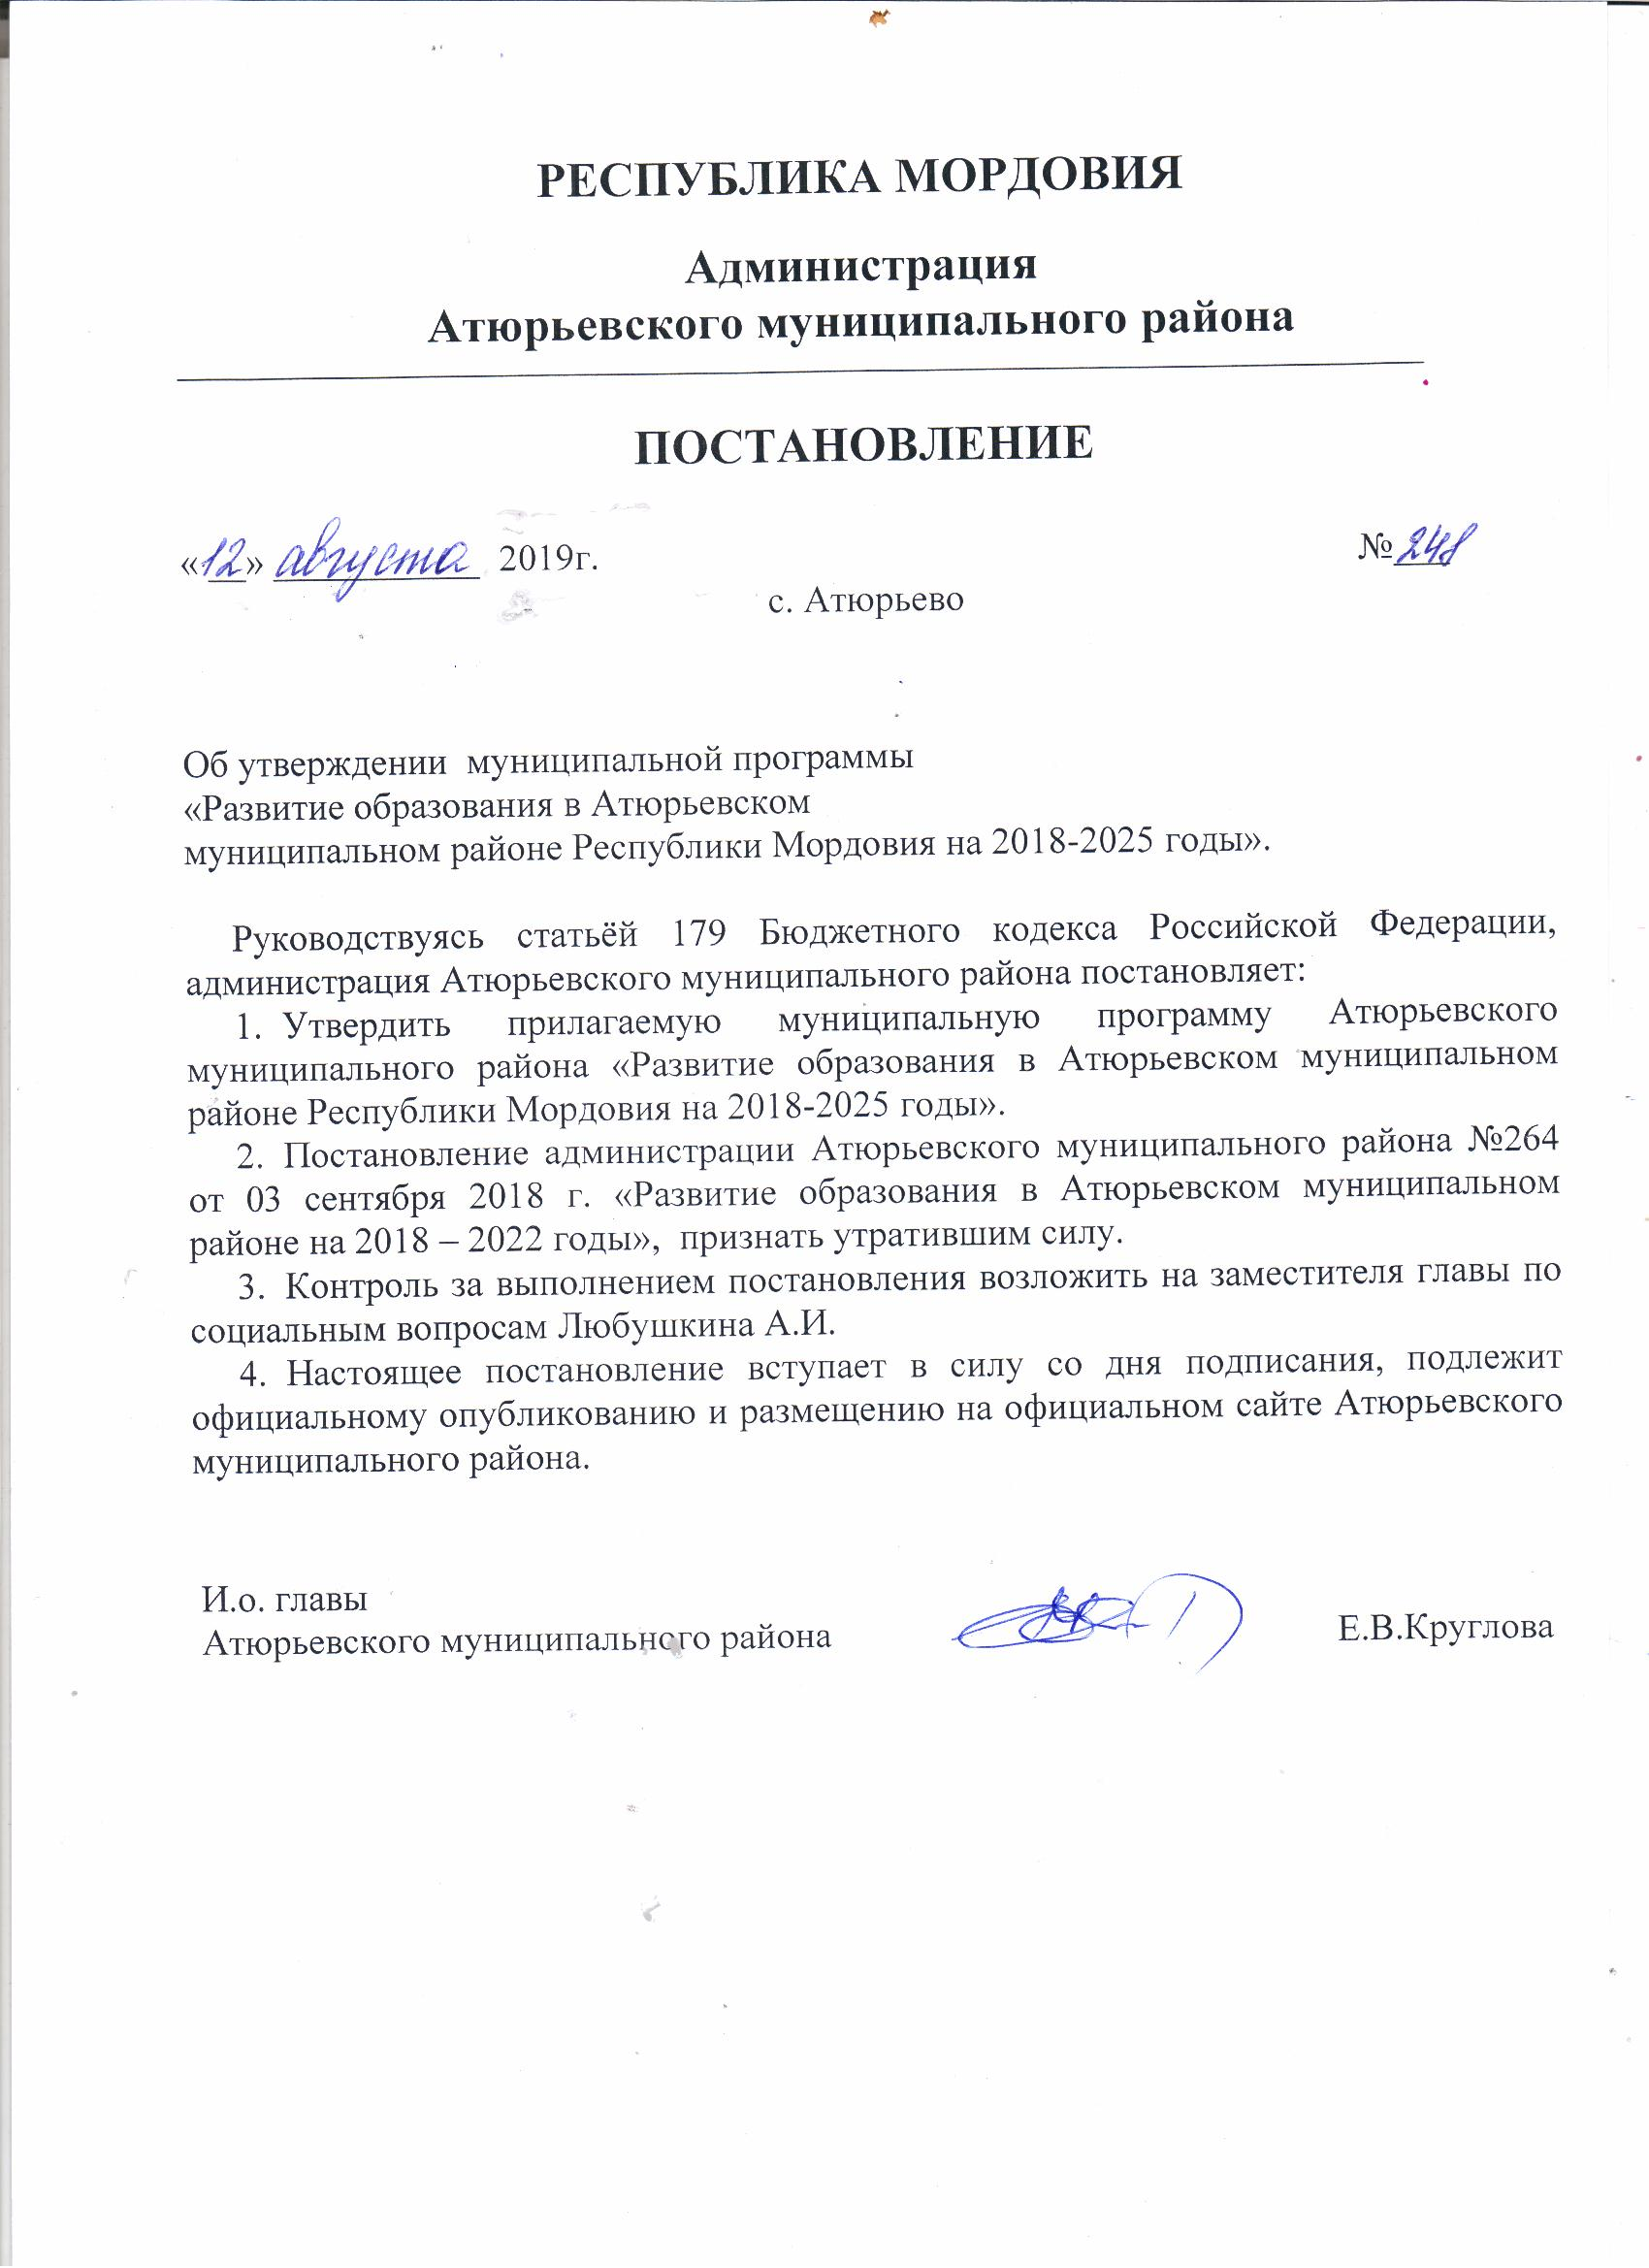 РЕСПУБЛИКА МОРДОВИЯ
Администрация
Атюрьевского муниципального района
ПОСТАНОВЛЕНИЕ
«12» августа 2019г. №248
с. Атюрьево
Об утверждении муниципальной программы
«Развитие образования в Атюрьевском
муниципальном районе Республики Мордовия на 2018-2025 годы».
Руководствуясь статьёй 179 Бюджетного кодекса Российской Федерации,
администрация Атюрьевского муниципального района постановляет:
1. Утвердить прилагаемую муниципальную программу Атюрьевского
муниципального района «Развитие образования в Атюрьевском муниципальном
районе Республики Мордовия на 2018-2025 годы».
2. Постановление администрации Атюрьевского муниципального района №264
от 03 сентября 2018 г. «Развитие образования в Атюрьевском муниципальном
районе на 2018 – 2022 годы», признать утратившим силу.
3. Контроль за выполнением постановления возложить на заместителя главы по
социальным вопросам Любушкина А.И.
4. Настоящее постановление вступает в силу со дня подписания, подлежит
официальному опубликованию и размещению на официальном сайте Атюрьевского
муниципального района.
И.о. главы
Атюрьевского муниципального района Е.В.Круглова